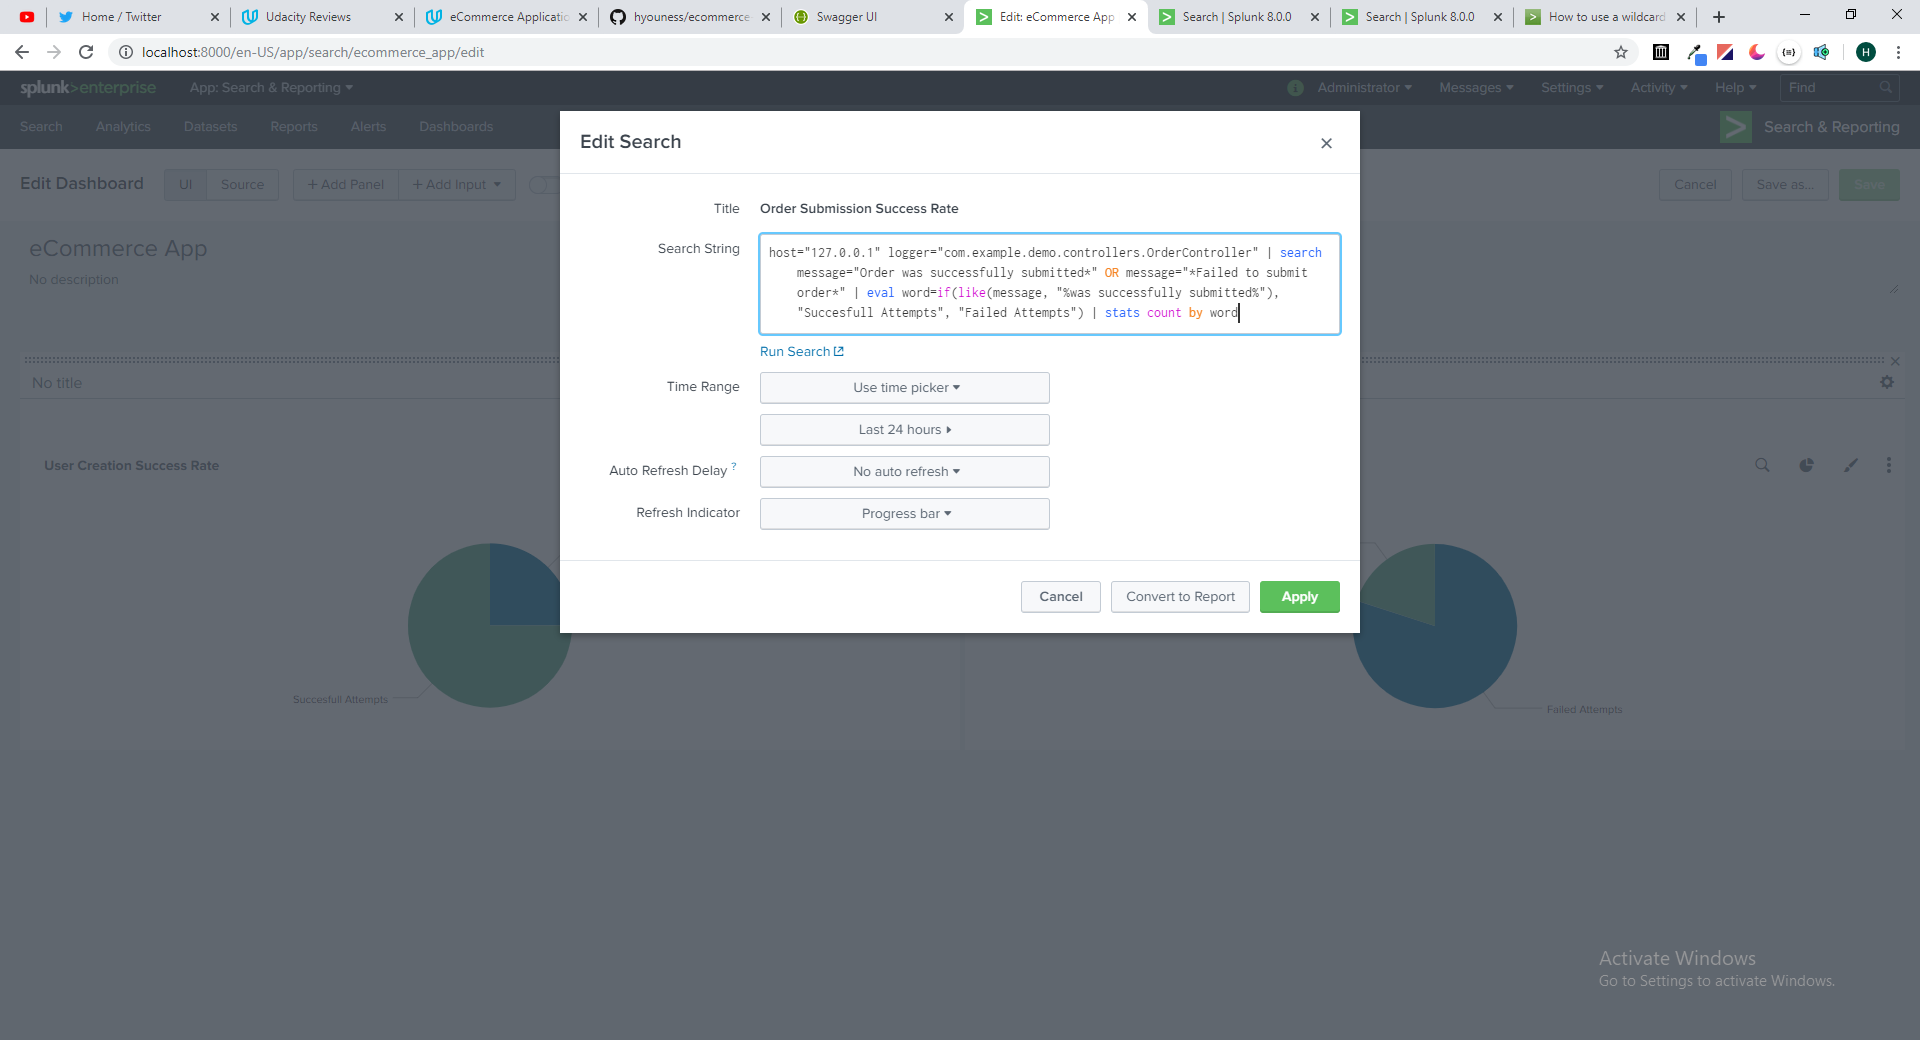 Home / Twitter
Udacity Reviews
eCommerce Applicatio
hyouness/ecommerce
Swagger UI
Edit: eCommerce App
Search | Splunk 8.0.0
Search | Splunk 8.0.0
How to use a wildcard
localhost:8000/en-US/app/search/ecommerce_app/edit
H
splunk>enterprise
App: Search & Reporting
i
Administrator
Messages
Settings
Activity
Help
Find
Search
Analytics
Datasets
Reports
Alerts
Dashboards
Search & Reporting
Edit Dashboard
UI
Source
+ Add Panel
+ Add Input
Cancel
Save as...
Save
eCommerce App
No description
No title
User Creation Success Rate
Succesfull Attempts
Failed Attempts
Edit Search
Title
Order Submission Success Rate
Search String
host="127.0.0.1" logger="com.example.demo.controllers.OrderController" | search
message="Order was successfully submitted*" OR message="*Failed to submit
order*" | eval word=if(like(message, "%was successfully submitted%"),
"Succesfull Attempts", "Failed Attempts") | stats count by word
Run Search
Time Range
Use time picker
Last 24 hours
Auto Refresh Delay ?
No auto refresh
Refresh Indicator
Progress bar
Cancel
Convert to Report
Apply
Activate Windows
Go to Settings to activate Windows.